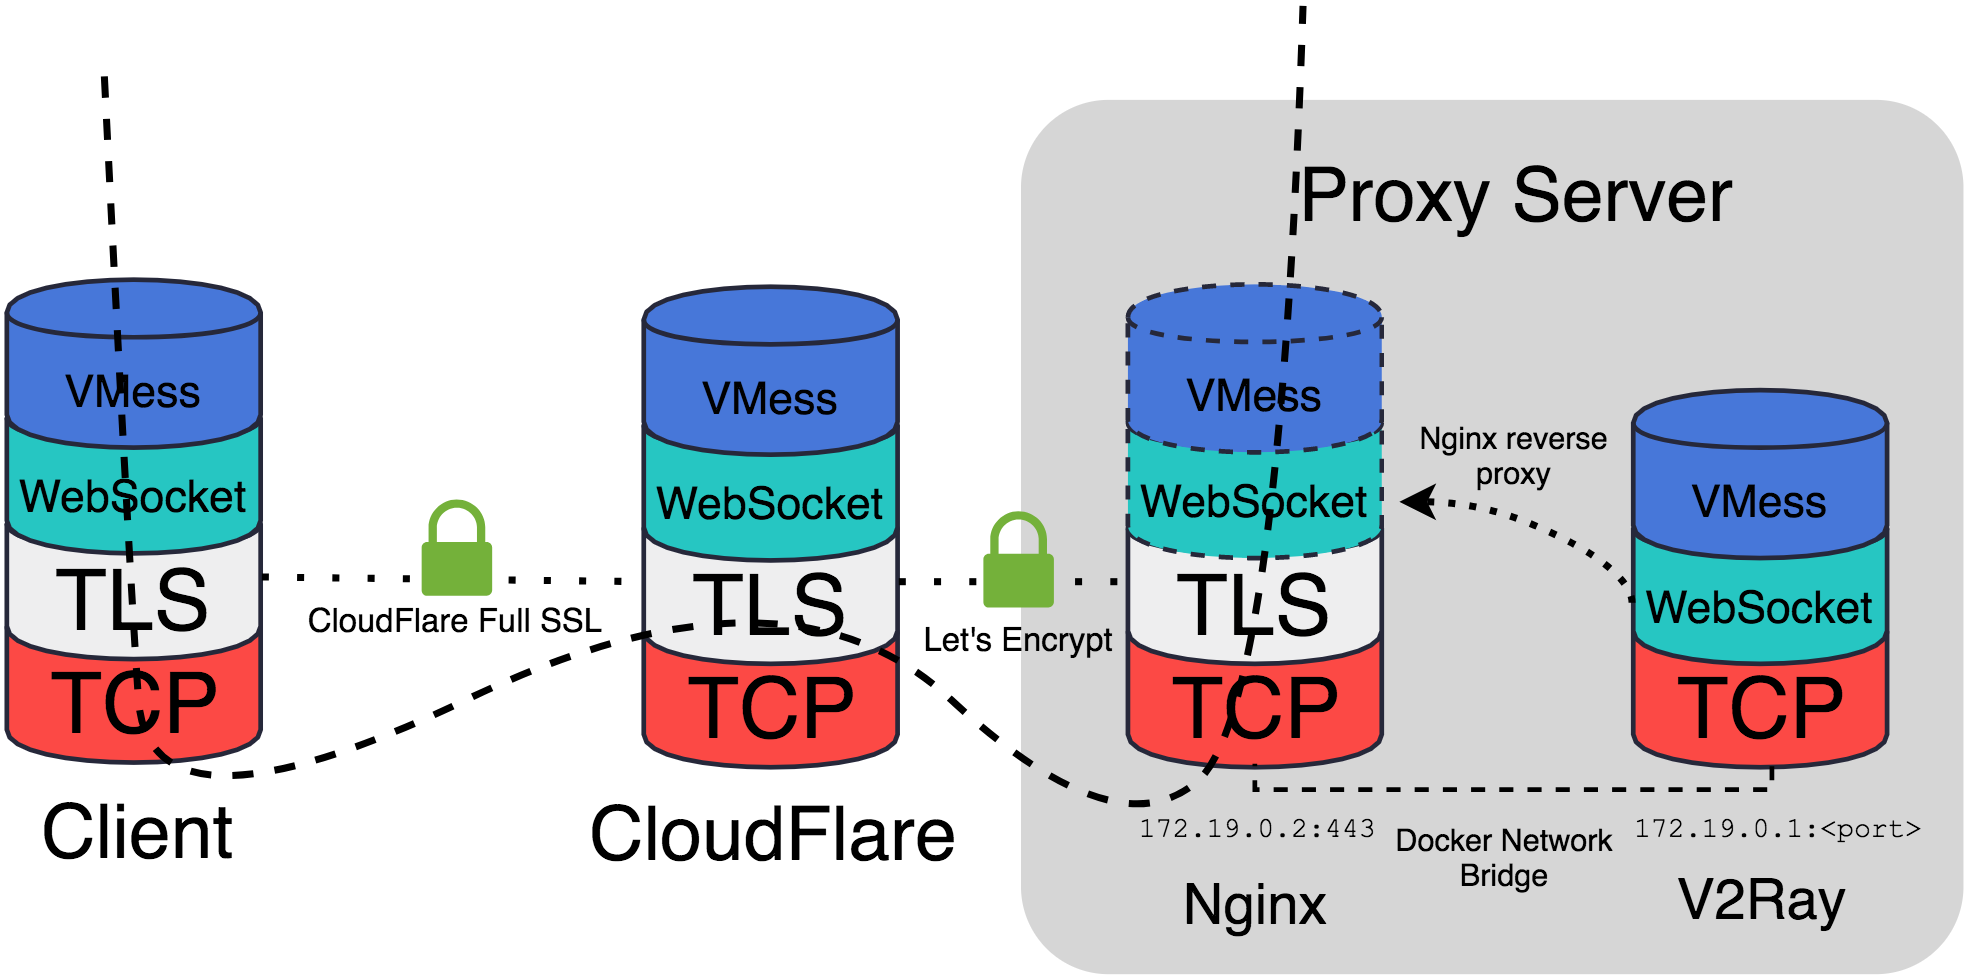 Proxy Server
VMess
WebSocket
TLS
TCP
Client
CloudFlare Full SSL
VMess
WebSocket
TLS
TCP
CloudFlare
Let's Encrypt
VMess
WebSocket
TLS
TCP
172.19.0.2:443
Nginx
Nginx reverse
proxy
Docker Network
Bridge
VMess
WebSocket
TCP
172.19.0.1:<port>
V2Ray